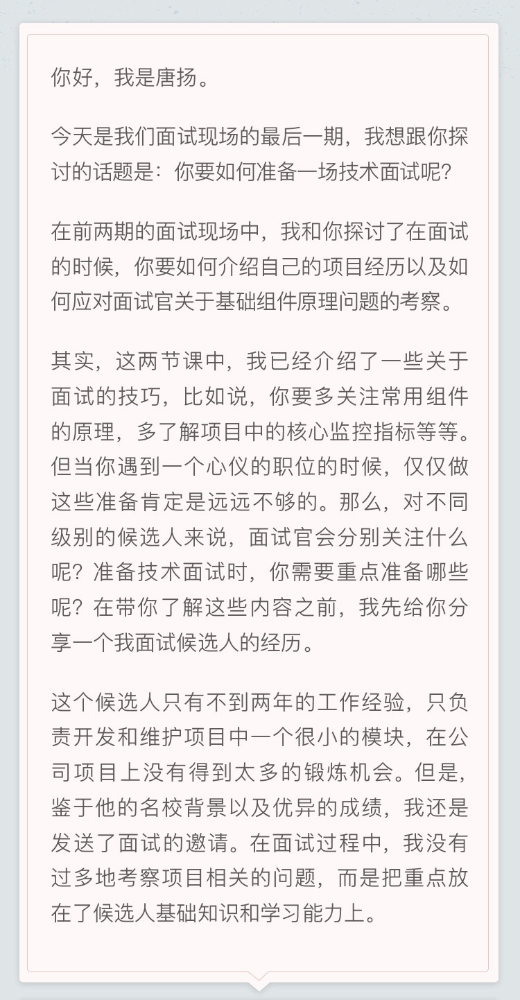 你好，我是唐扬。
今天是我们面试现场的最后一期，我想跟你探
讨的话题是：你要如何准备一场技术面试呢？
在前两期的面试现场中，我和你探讨了在面试
的时候，你要如何介绍自己的项目经历以及如
何应对面试官关于基础组件原理问题的考察。
其实，这两节课中，我已经介绍了一些关于
面试的技巧，比如说，你要多关注常用组件
的原理，多了解项目中的核心监控指标等等。
但当你遇到一个心仪的职位的时候，仅仅做
这些准备肯定是远远不够的。那么，对不同
级别的候选人来说，面试官会分别关注什么
呢？准备技术面试时，你需要重点准备哪些
呢？在带你了解这些内容之前，我先给你分
享一个我面试候选人的经历。
这个候选人只有不到两年的工作经验，只负
责开发和维护项目中一个很小的模块，在公
司项目上没有得到太多的锻炼机会。但是，
鉴于他的名校背景以及优异的成绩，我还是
发送了面试的邀请。在面试过程中，我没有
过多地考察项目相关的问题，而是把重点放
在了候选人基础知识和学习能力上。